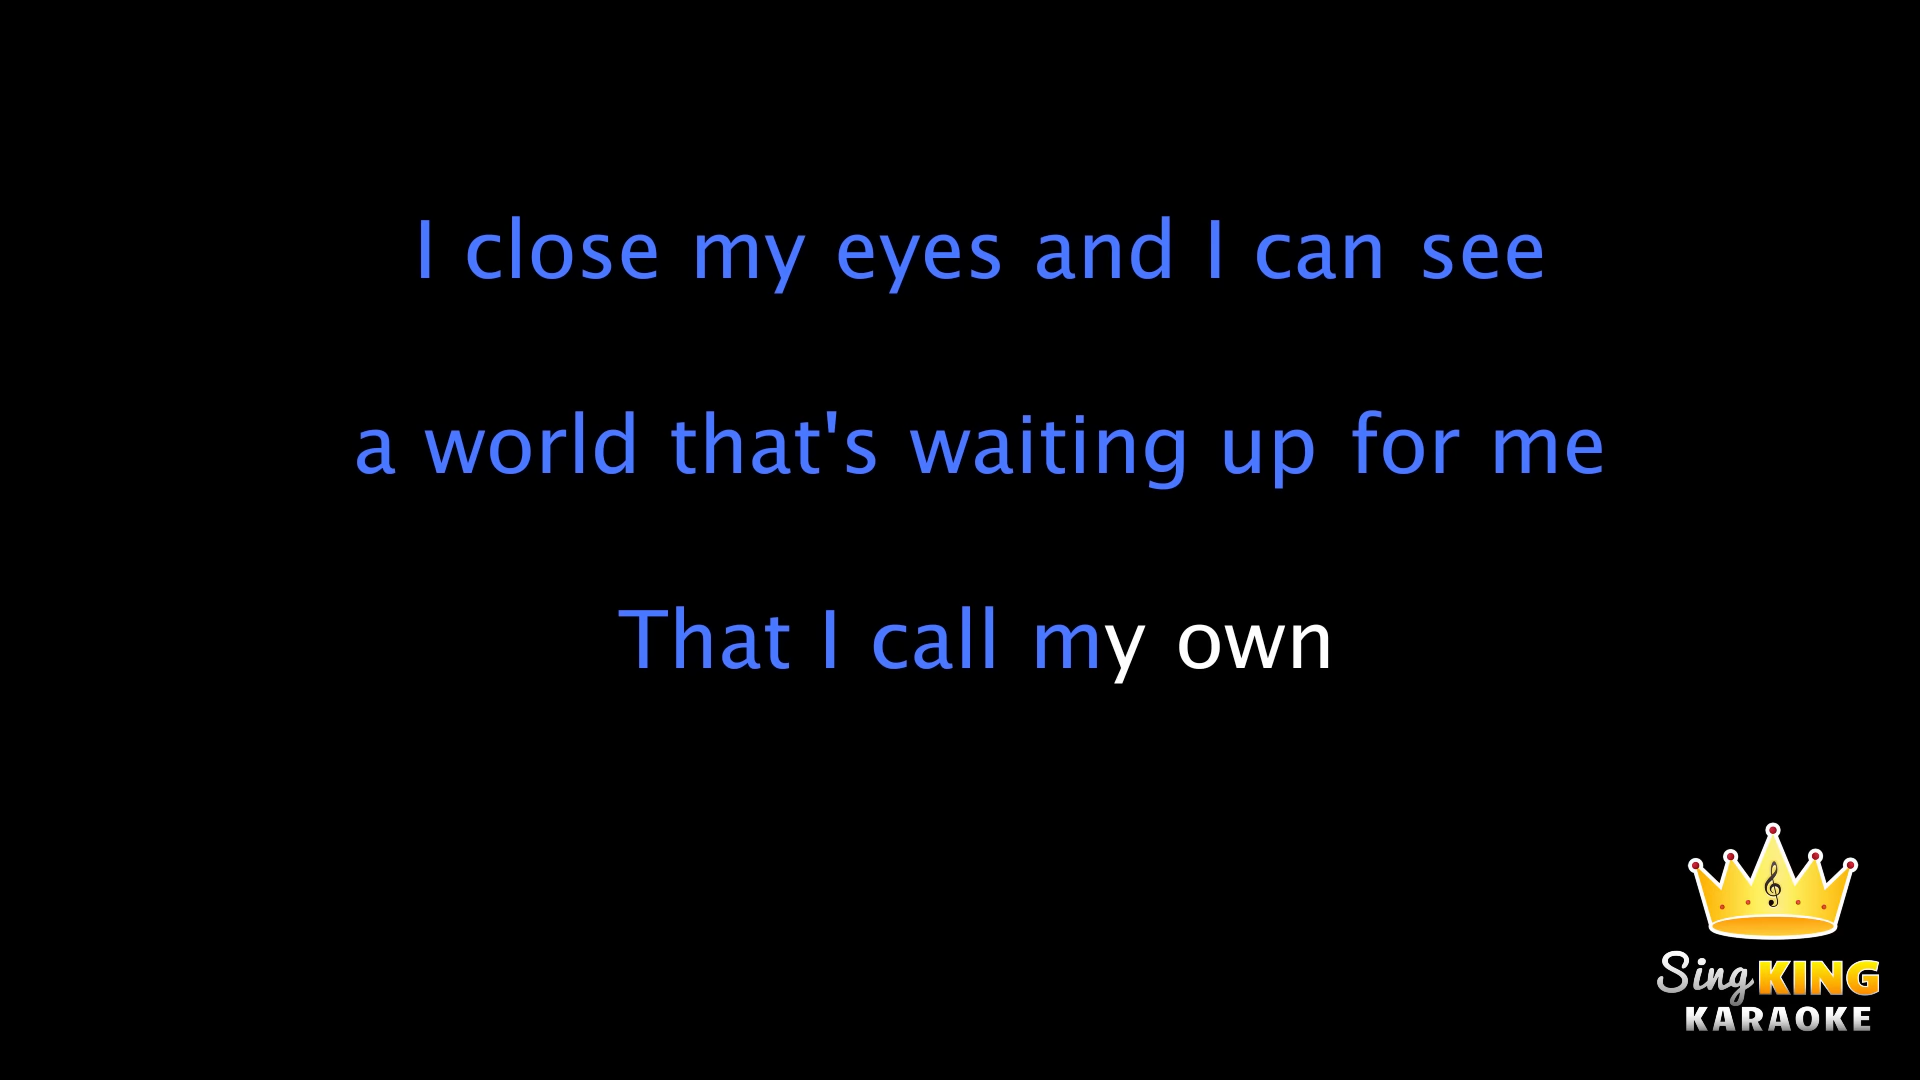 I close my eyes and I can see
a world that's waiting up for me
That I call my own
Sing KING
KARAOKE